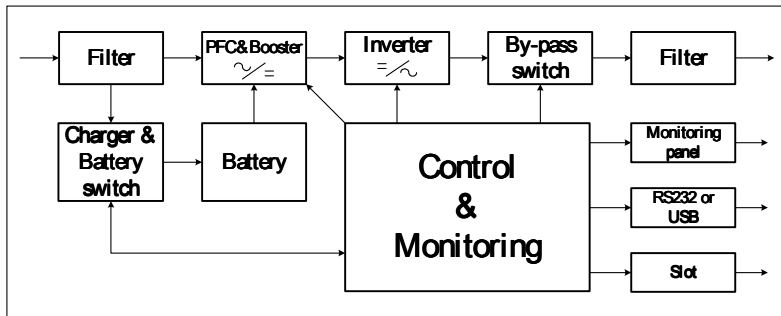 Filter
PFC& Booster
Inverter
By-pass
switch
Filter
Charger &
Battery
switch
Battery
Control
&
Monitoring
Monitoring
panel
RS232 or
USB
Slot